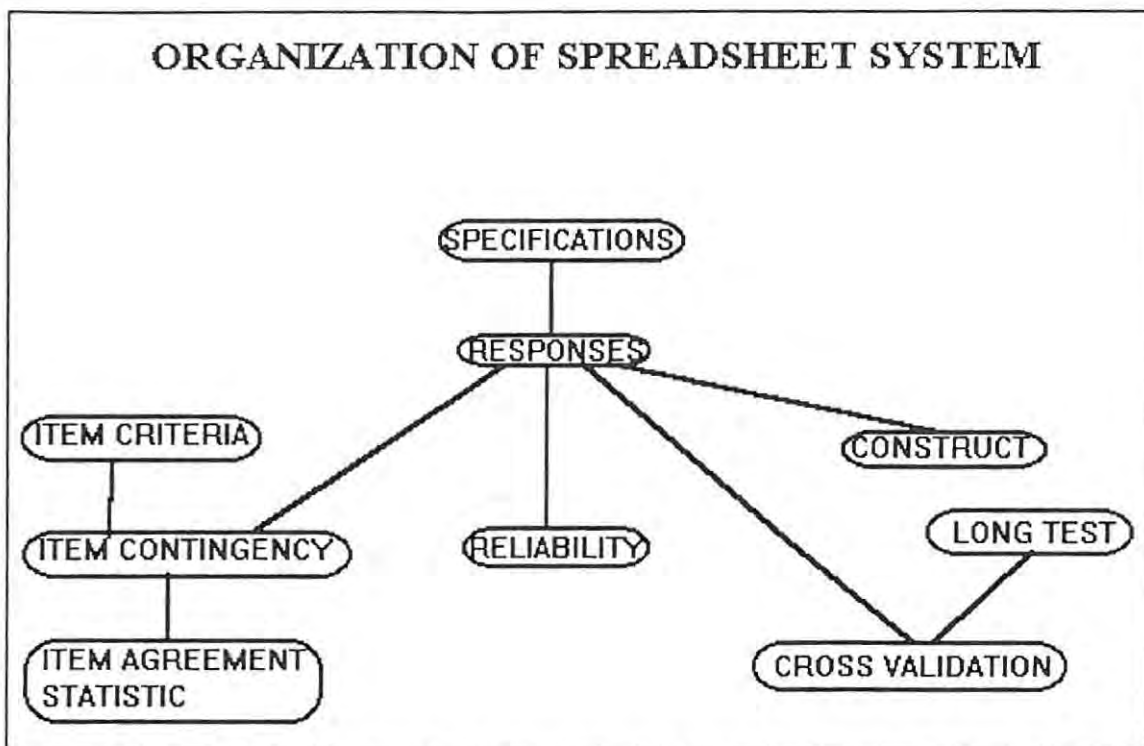 ORGANIZATION OF SPREADSHEET SYSTEM
SPECIFICATIONS
RESPONSES
ITEM CRITERIA
CONSTRUCT
LONG TEST
ITEM CONTINGENCY
RELIABILITY
ITEM AGREEMENT
STATISTIC
CROSS VALIDATION